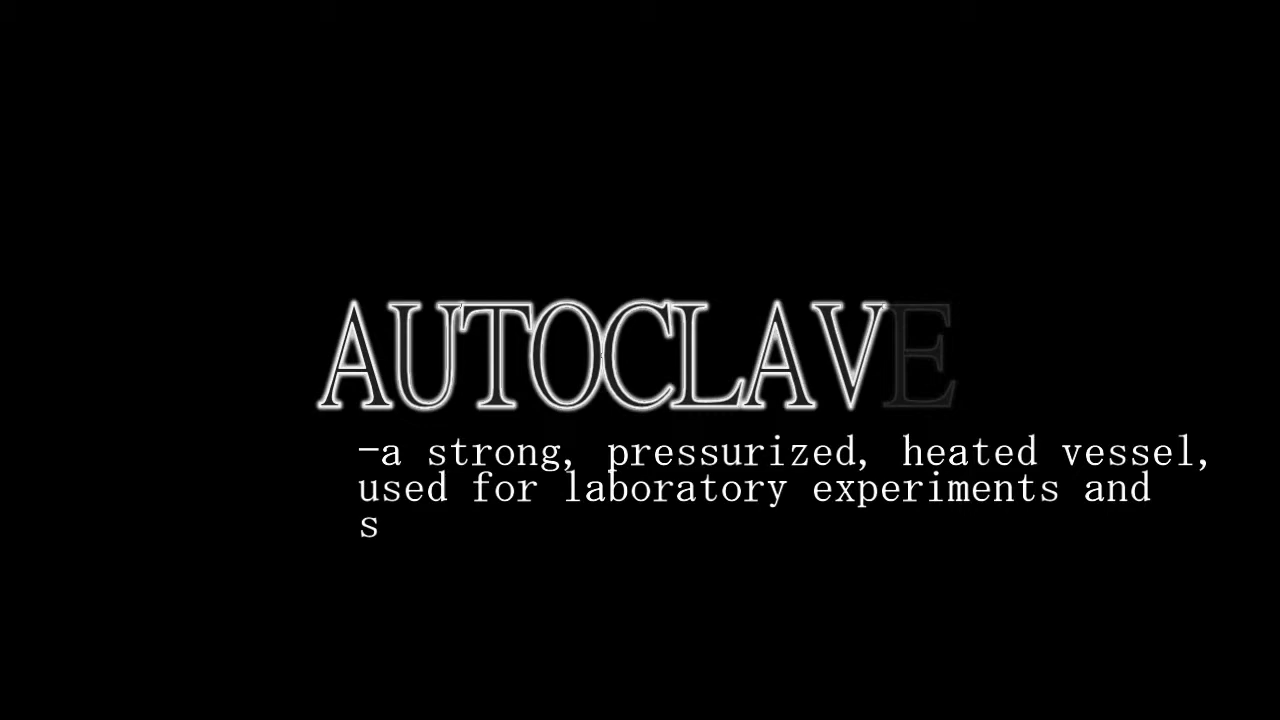 AUTOCLAVE
-a strong, pressurized, heated vessel,
used for laboratory experiments and
s